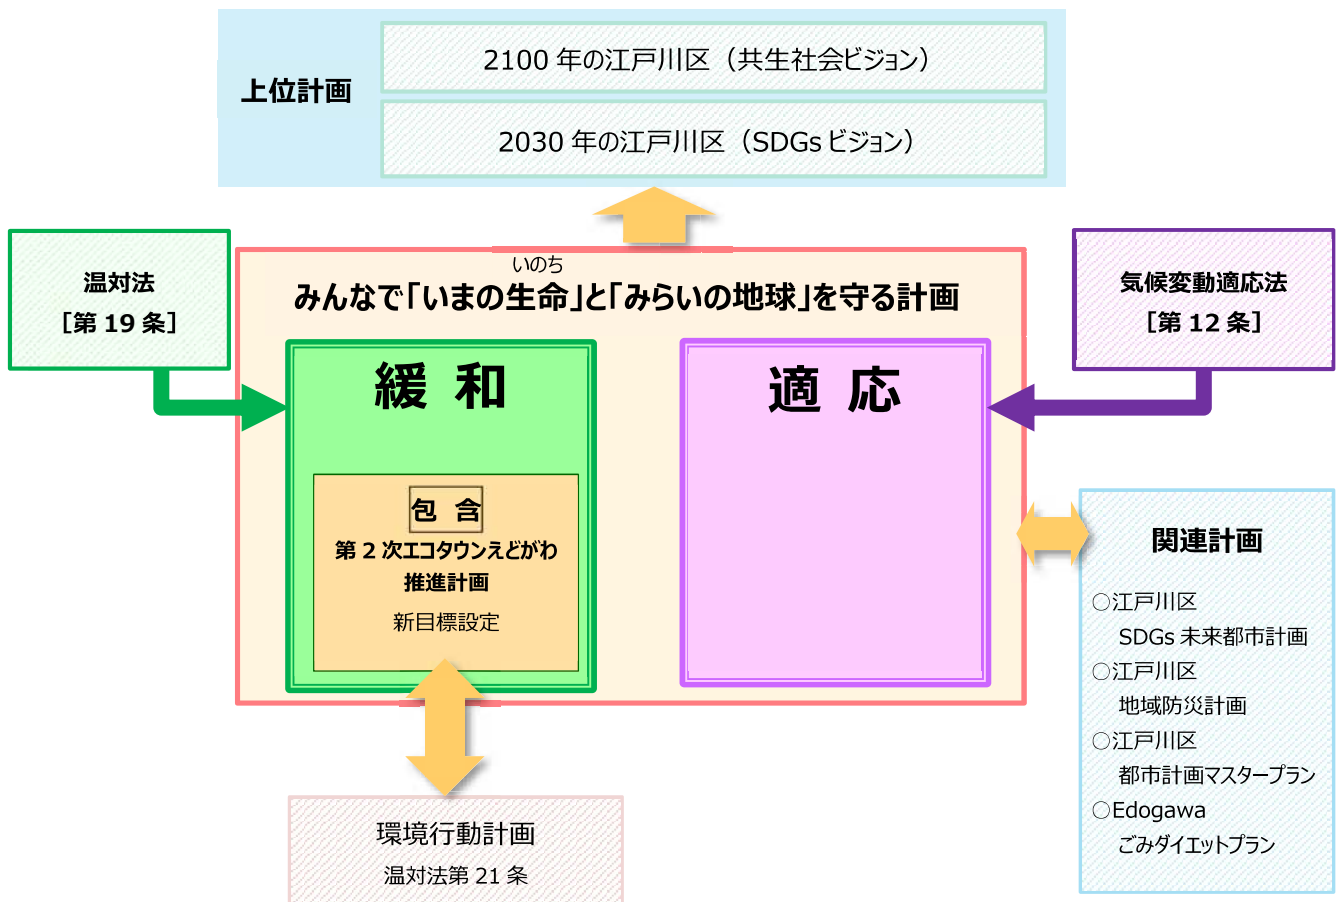 上位計画
2100 年の江戸川区（共生社会ビジョン）
2030 年の江戸川区（SDGs ビジョン）
温対法
［第 19 条］
いのち
みんなで「いまの生命」と「みらいの地球」を守る計画
気候変動適応法
［第 12 条］
緩 和
適 応
包 含
第 2 次エコタウンえどがわ
推進計画
新目標設定
関連計画
○江戸川区
SDGs 未来都市計画
○江戸川区
地域防災計画
○江戸川区
都市計画マスタープラン
○Edogawa
ごみダイエットプラン
環境行動計画
温対法第 21 条